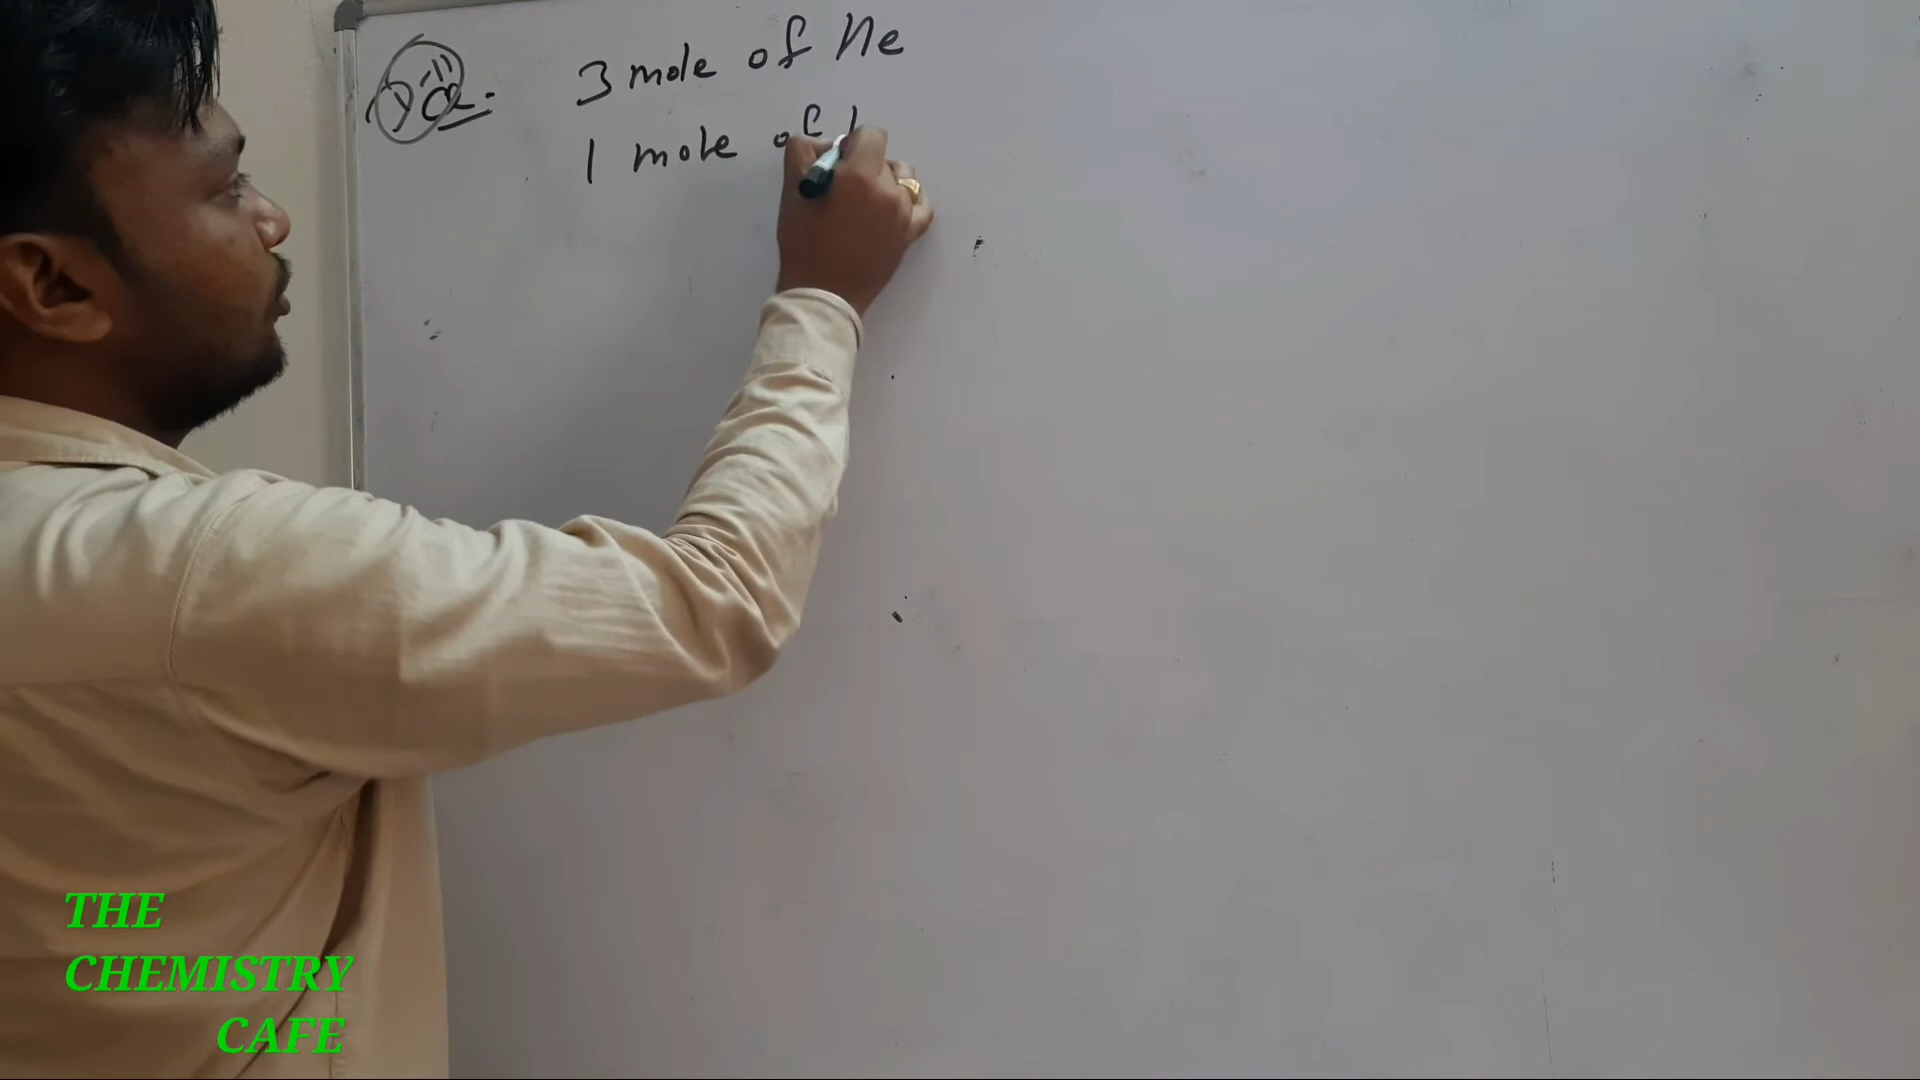 3 mole of Ne
1 mole of
THE
CHEMISTRY
CAFE